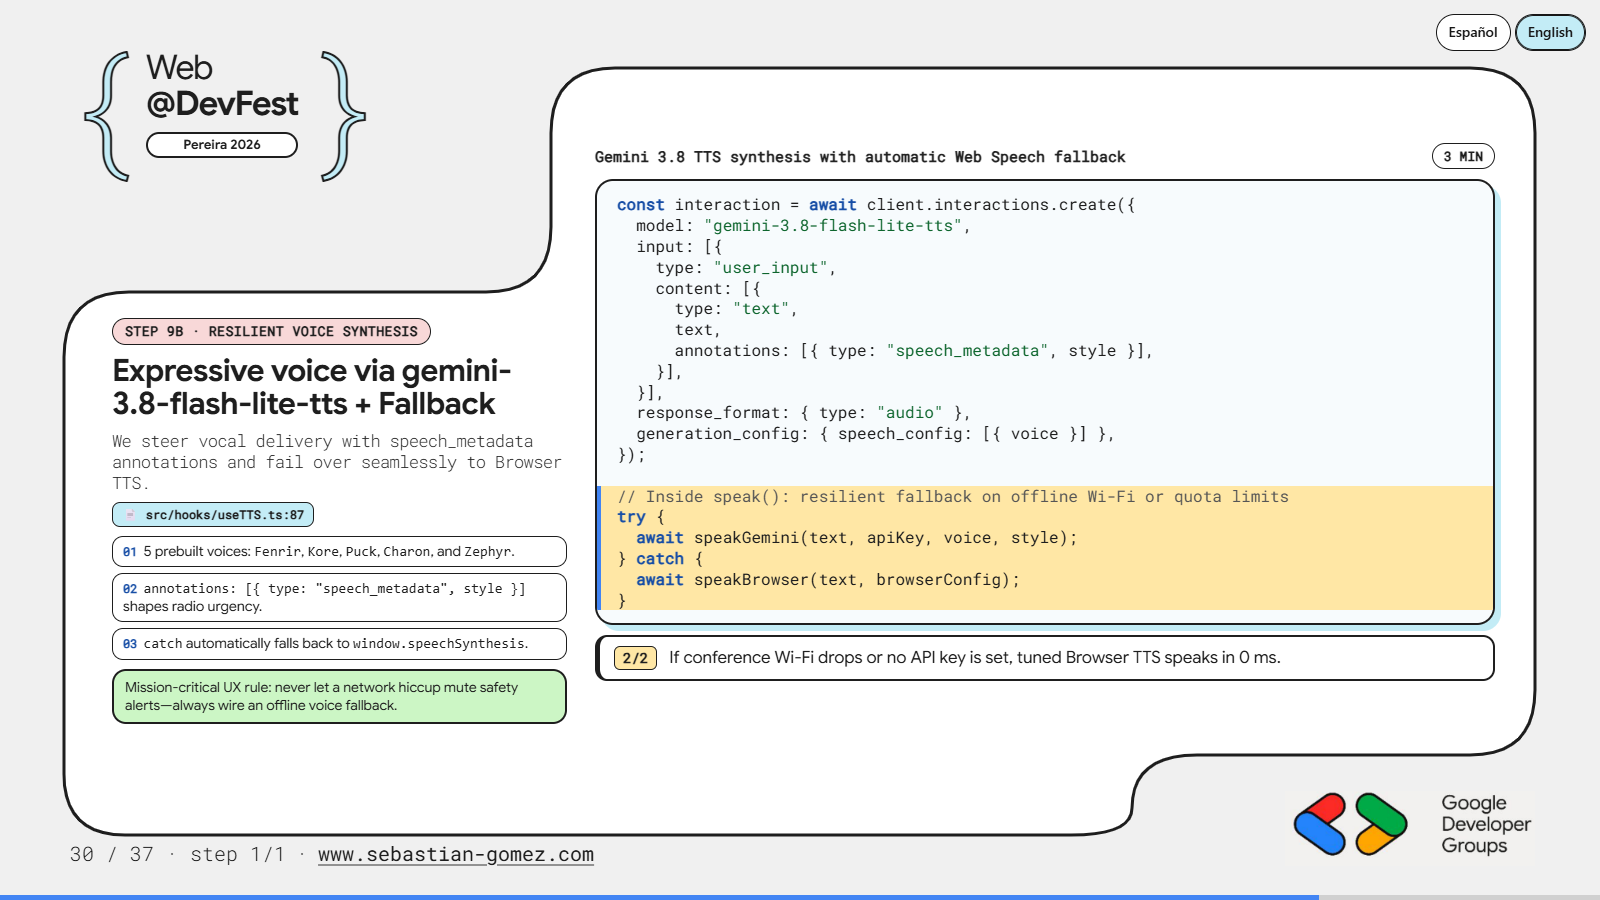 Español
English
Web
@DevFest
Pereira 2026
STEP 9B · RESILIENT VOICE SYNTHESIS
Expressive voice via gemini-
3.8-flash-lite-tts + Fallback
We steer vocal delivery with speech_metadata
annotations and fail over seamlessly to Browser
TTS.
src/hooks/useTTS.ts:87
01 5 prebuilt voices: Fenrir, Kore, Puck, Charon, and Zephyr.
02 annotations: [{ type: "speech_metadata", style }]
shapes radio urgency.
03 catch automatically falls back to window.speechSynthesis.
Mission-critical UX rule: never let a network hiccup mute safety
alerts—always wire an offline voice fallback.
Gemini 3.8 TTS synthesis with automatic Web Speech fallback
3 MIN
const interaction = await client.interactions.create({
  model: "gemini-3.8-flash-lite-tts",
  input: [{
    type: "user_input",
    content: [{
      type: "text",
      text,
      annotations: [{ type: "speech_metadata", style }],
    }],
  }],
  response_format: { type: "audio" },
  generation_config: { speech_config: [{ voice }] },
});
// Inside speak(): resilient fallback on offline Wi-Fi or quota limits
try {
  await speakGemini(text, apiKey, voice, style);
} catch {
  await speakBrowser(text, browserConfig);
}
2/2 If conference Wi-Fi drops or no API key is set, tuned Browser TTS speaks in 0 ms.
30 / 37 · step 1/1 · www.sebastian-gomez.com
Google
Developer
Groups